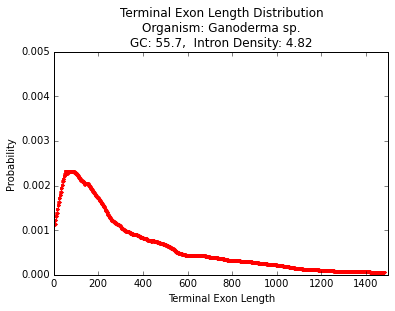 Terminal Exon Length Distribution
Organism: Ganoderma sp.
GC: 55.7,  Intron Density: 4.82
0.005
0.004
0.003
0.002
0.001
0.000
Probability
0 200 400 600 800 1000 1200 1400
Terminal Exon Length